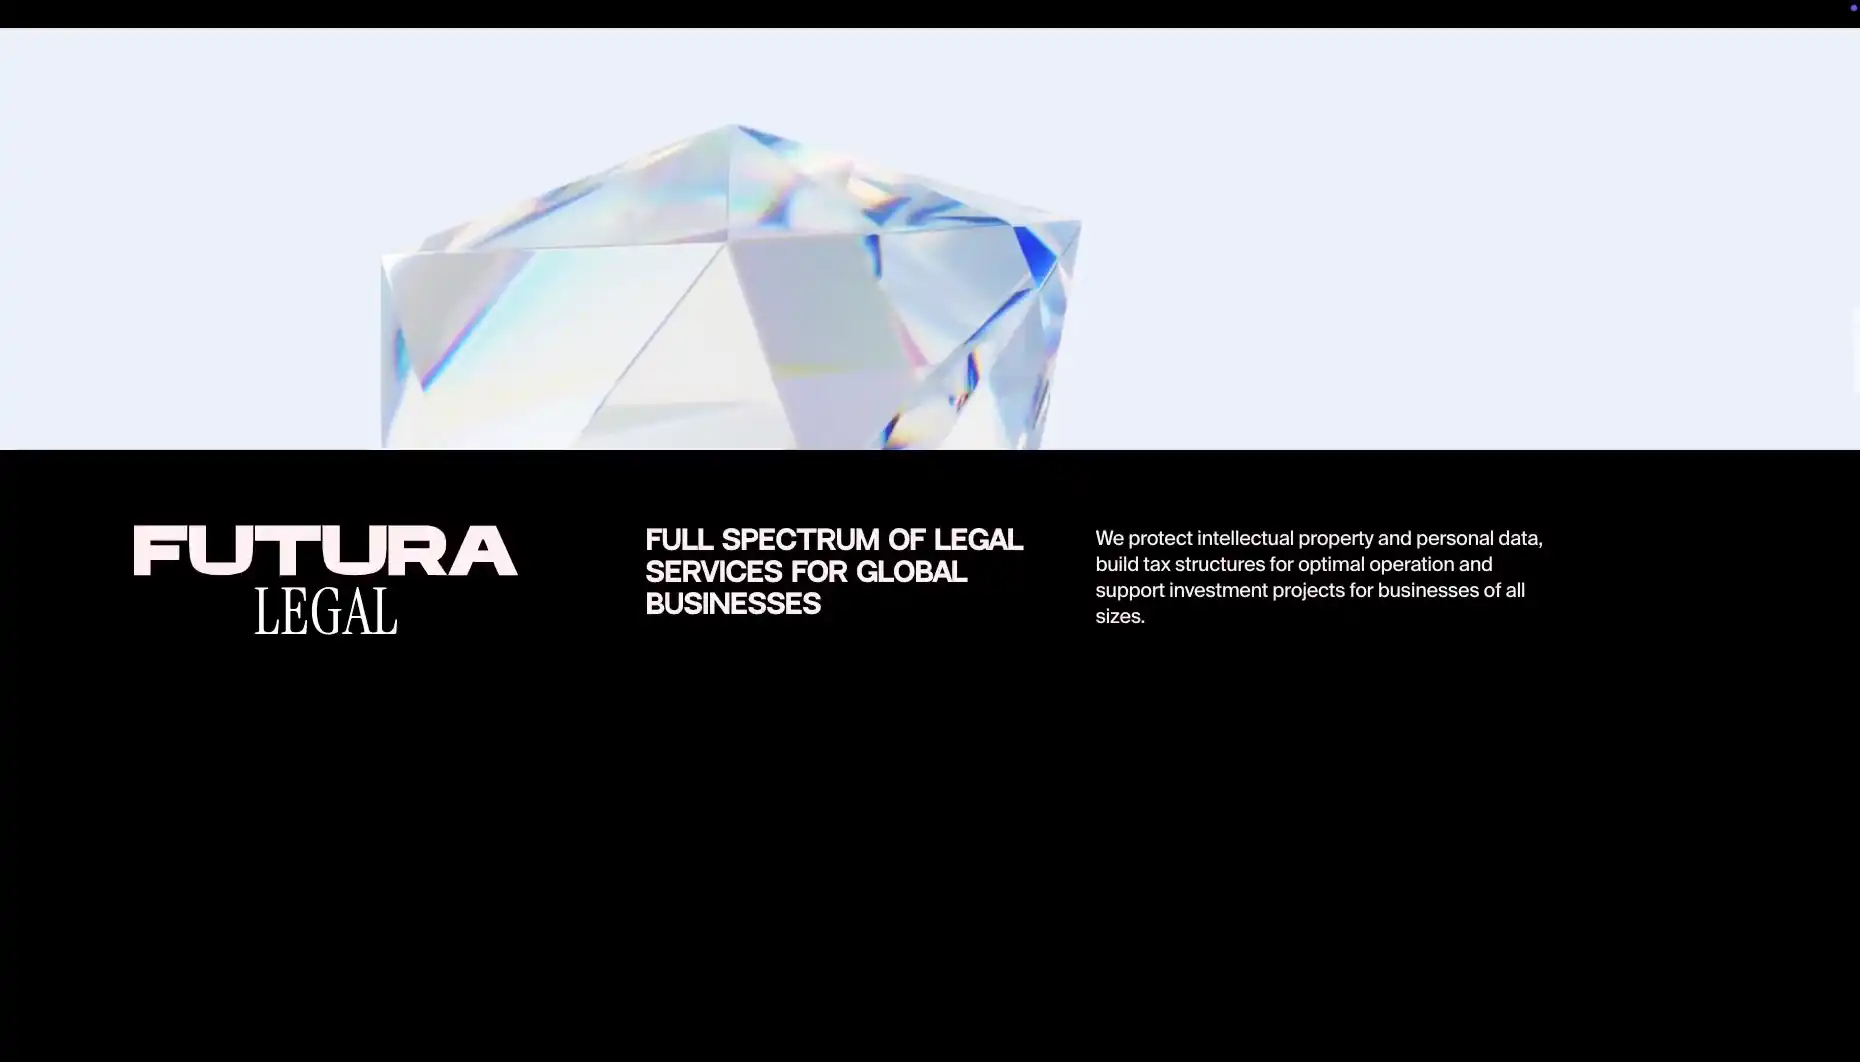 FUTURA
LEGAL
FULL SPECTRUM OF LEGAL
SERVICES FOR GLOBAL
BUSINESSES
We protect intellectual property and personal data,
build tax structures for optimal operation and
support investment projects for businesses of all
sizes.